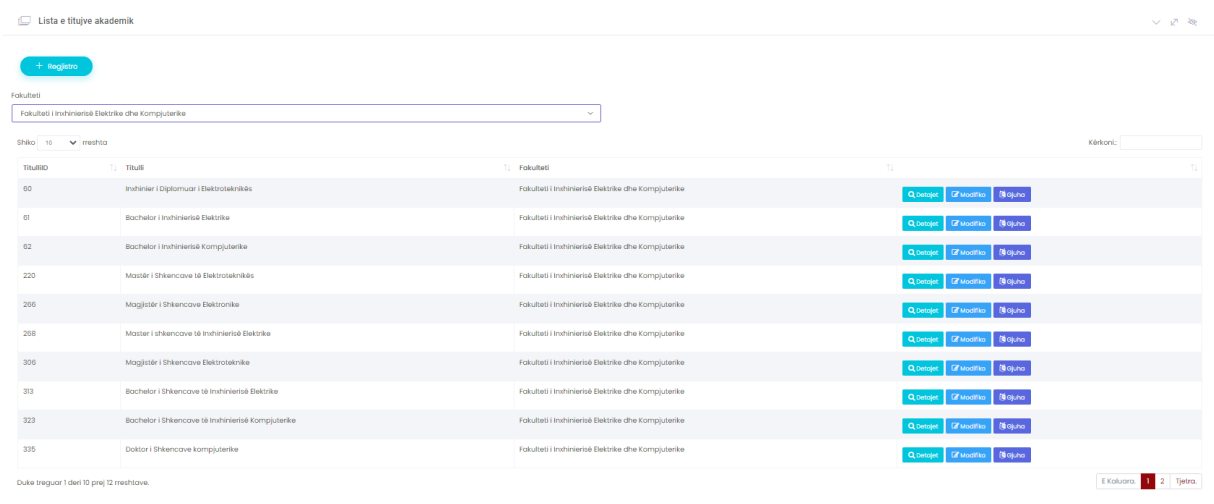 Lista e titujve akademik
+ Regjistro
Fakulteti
Fakulteti i Inxhinierisë Elektrike dhe Kompjuterike
Shiko 10 rreshta Kërkoni:
TitulliID Titulli Fakulteti
60 Inxhinier i Diplomuar i Elektroteknikës Fakulteti i Inxhinierisë Elektrike dhe Kompjuterike Detajet Modifiko Gjuha
61 Bachelor i Inxhinierisë Elektrike Fakulteti i Inxhinierisë Elektrike dhe Kompjuterike Detajet Modifiko Gjuha
62 Bachelor i Inxhinierisë Kompjuterike Fakulteti i Inxhinierisë Elektrike dhe Kompjuterike Detajet Modifiko Gjuha
220 Mastër i Shkencave të Elektroteknikës Fakulteti i Inxhinierisë Elektrike dhe Kompjuterike Detajet Modifiko Gjuha
266 Magjistër i Shkencave Elektronike Fakulteti i Inxhinierisë Elektrike dhe Kompjuterike Detajet Modifiko Gjuha
268 Master i shkencave të Inxhinierisë Elektrike Fakulteti i Inxhinierisë Elektrike dhe Kompjuterike Detajet Modifiko Gjuha
306 Magjistër i Shkencave Elektroteknike Fakulteti i Inxhinierisë Elektrike dhe Kompjuterike Detajet Modifiko Gjuha
313 Bachelor i Shkencave të Inxhinierisë Elektrike Fakulteti i Inxhinierisë Elektrike dhe Kompjuterike Detajet Modifiko Gjuha
323 Bachelor i Shkencave të Inxhinierisë Kompjuterike Fakulteti i Inxhinierisë Elektrike dhe Kompjuterike Detajet Modifiko Gjuha
335 Doktor i Shkencave kompjuterike Fakulteti i Inxhinierisë Elektrike dhe Kompjuterike Detajet Modifiko Gjuha
Duke treguar 1 deri 10 prej 12 rreshtave. E Kaluara. 1 2 Tjetra.